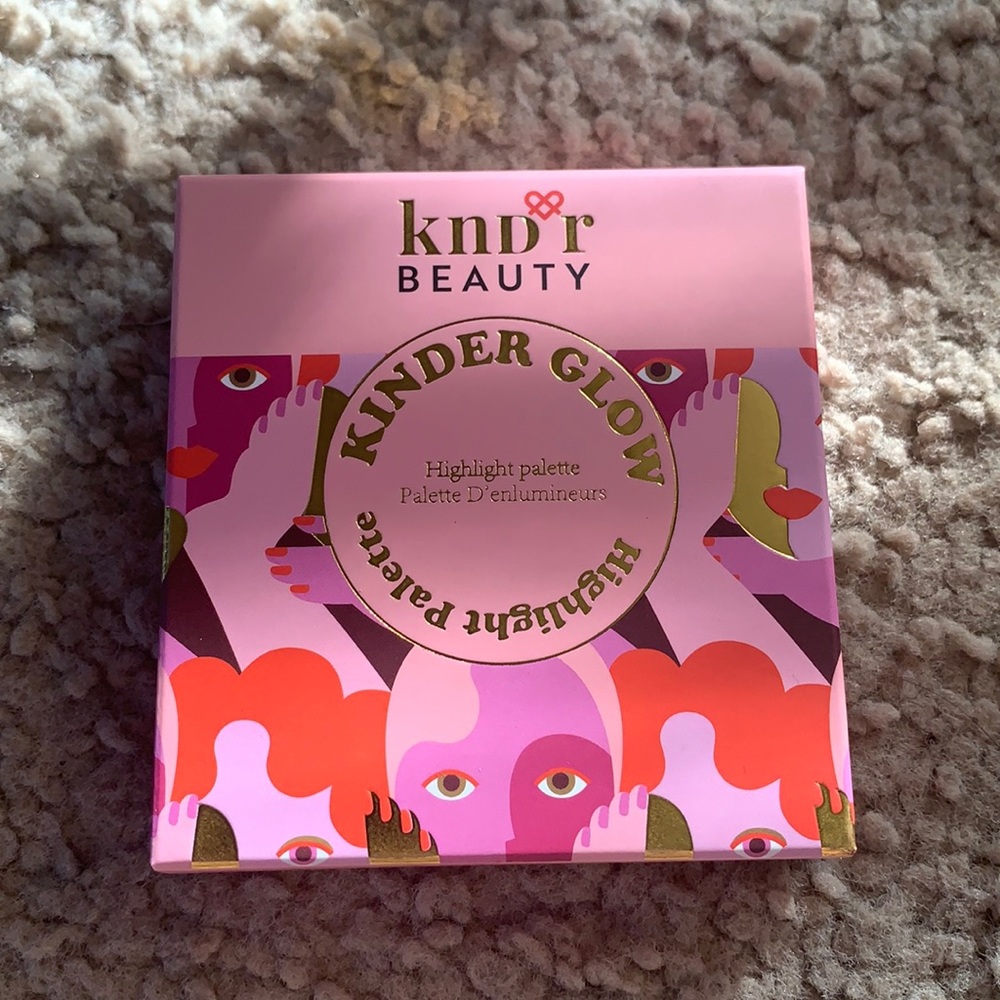 knD'r
BEAUTY
KINDER GLOW
Highlight palette
Palette D'enlumineurs
Highlight Palette